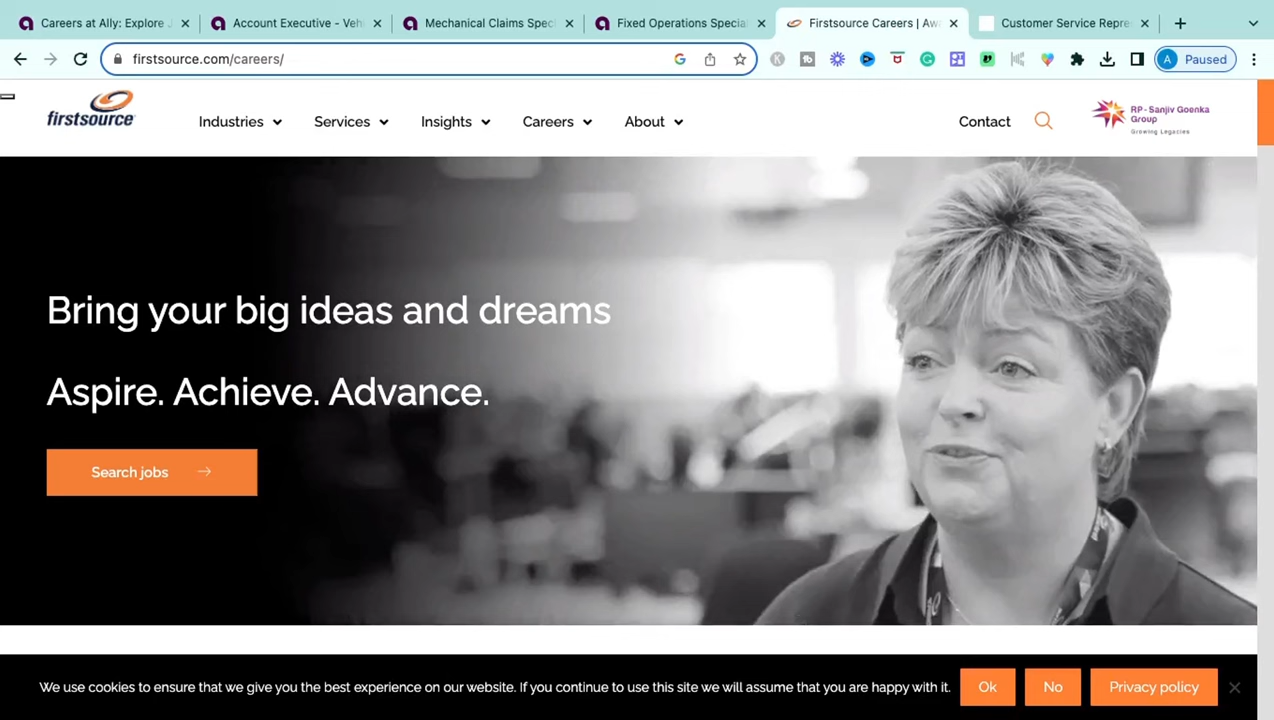 Careers at Ally: Explore J
Account Executive - Veh
Mechanical Claims Spec
Fixed Operations Special
Firstsource Careers | Aw
Customer Service Repre
firstsource.com/careers/
A Paused
firstsource
Industries
Services
Insights
Careers
About
Contact
RP - Sanjiv Goenka
Group
Growing Legacies
Bring your big ideas and dreams
Aspire. Achieve. Advance.
Search jobs
We use cookies to ensure that we give you the best experience on our website. If you continue to use this site we will assume that you are happy with it.
Ok
No
Privacy policy